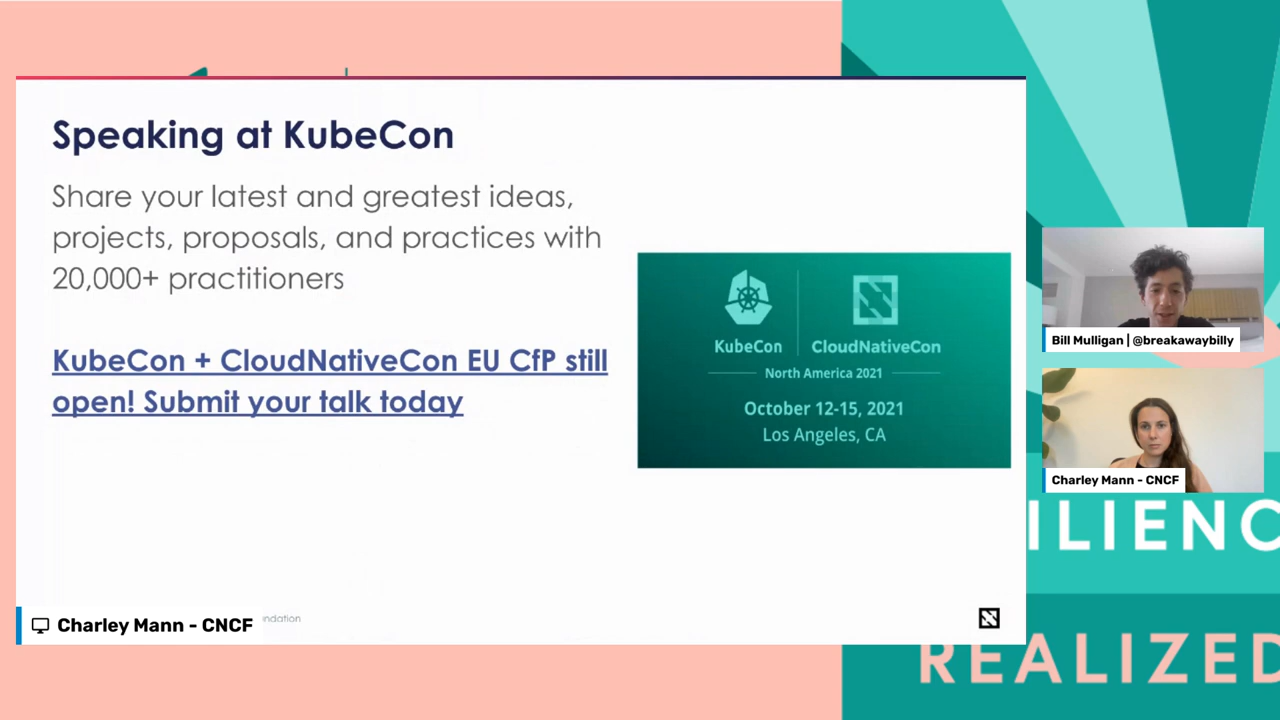 Speaking at KubeCon
Share your latest and greatest ideas,
projects, proposals, and practices with
20,000+ practitioners
KubeCon + CloudNativeCon EU CfP still
open! Submit your talk today
KubeCon
CloudNativeCon
North America 2021
October 12-15, 2021
Los Angeles, CA
Bill Mulligan | @breakawaybilly
Charley Mann - CNCF
ILIENC
REALIZED
Charley Mann - CNCF
ndation